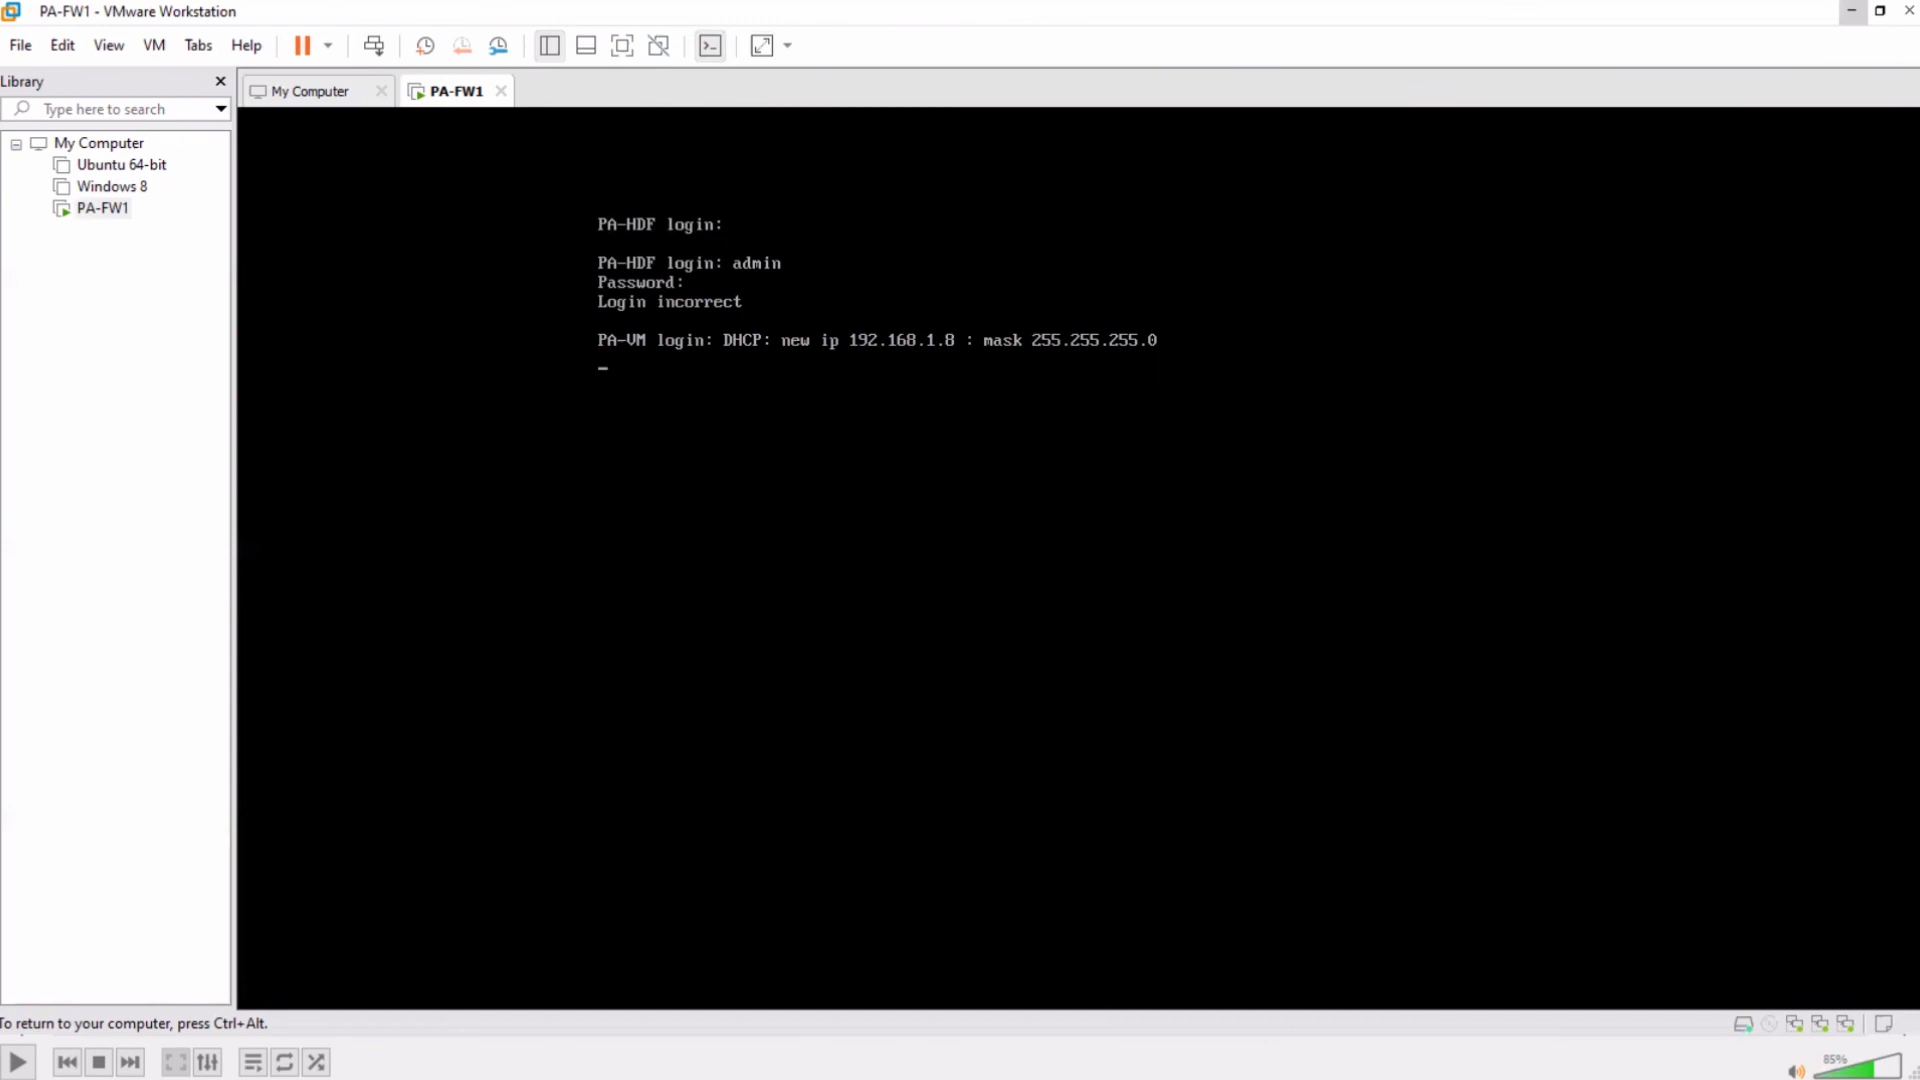 PA-FW1 - VMware Workstation
File Edit View VM Tabs Help
Library
My Computer
PA-FW1
Type here to search
My Computer
Ubuntu 64-bit
Windows 8
PA-FW1
PA-HDF login:
PA-HDF login: admin
Password:
Login incorrect
PA-VM login: DHCP: new ip 192.168.1.8 : mask 255.255.255.0
_
To return to your computer, press Ctrl+Alt.
85%